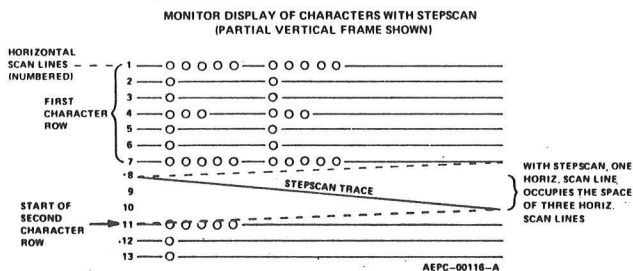 MONITOR DISPLAY OF CHARACTERS WITH STEPSCAN
(PARTIAL VERTICAL FRAME SHOWN)
HORIZONTAL
SCAN LINES
(NUMBERED)
FIRST
CHARACTER
ROW
1
2
3
4
5
6
7
8
9
10
11
12
13
STEPSCAN TRACE
WITH STEPSCAN, ONE
HORIZ. SCAN LINE
OCCUPIES THE SPACE
OF THREE HORIZ.
SCAN LINES
START OF
SECOND
CHARACTER
ROW
AEPC-00116-A